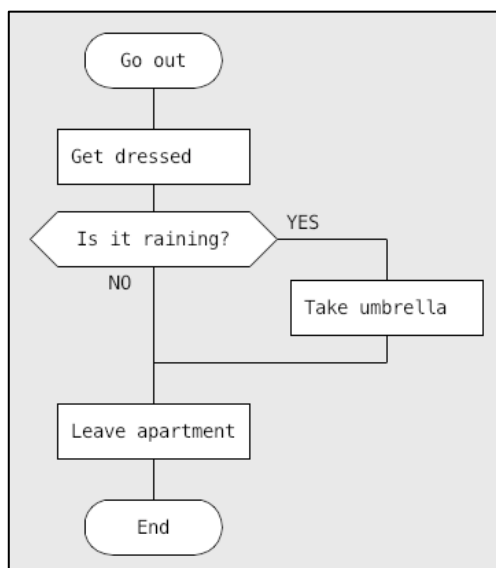 Go out
Get dressed
Is it raining?
YES
NO
Take umbrella
Leave apartment
End